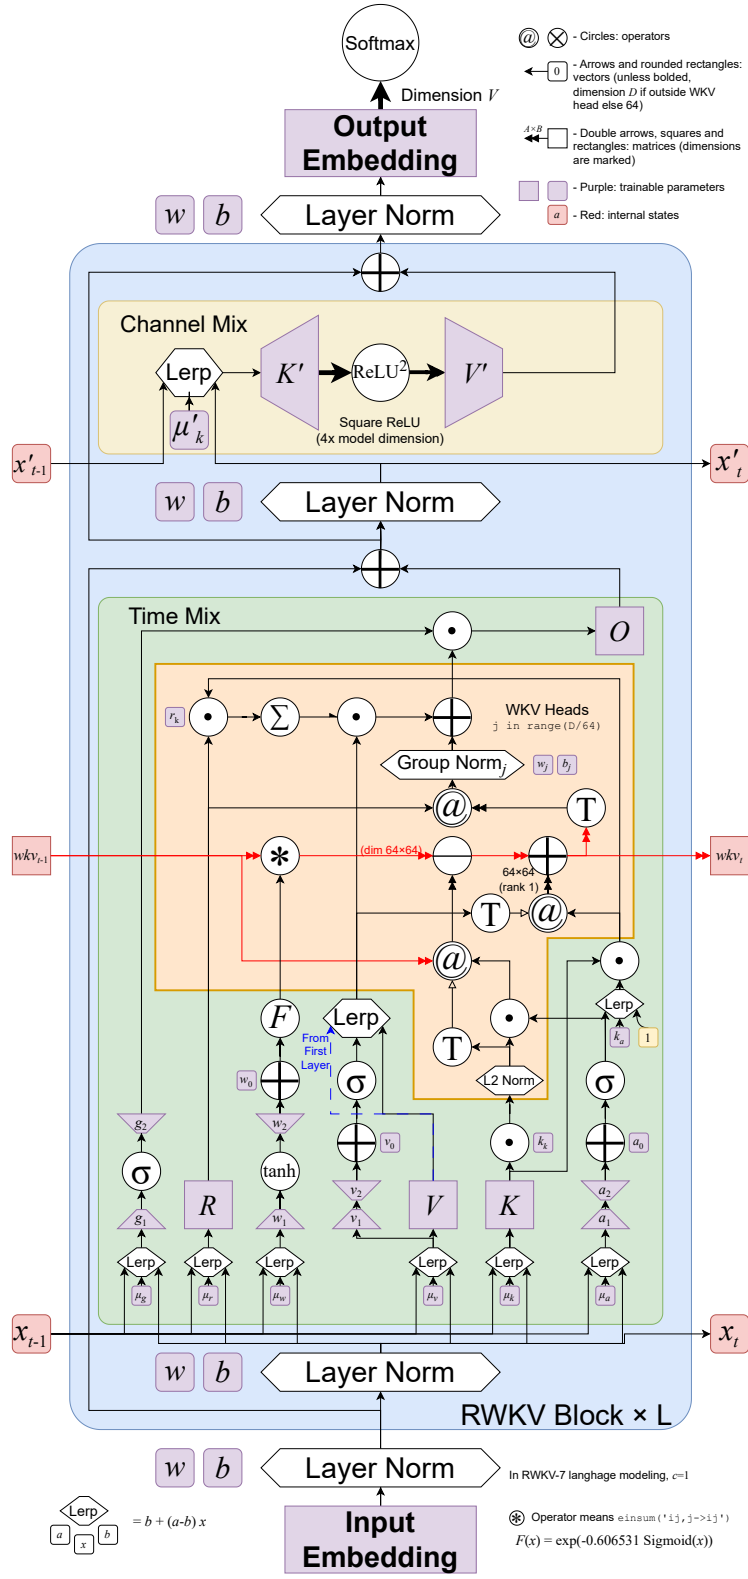 Softmax
Dimension V
Output
Embedding
@ ⊗ - Circles: operators
0 - Arrows and rounded rectangles:
vectors (unless bolded,
dimension D if outside WKV
head else 64)
A×B - Double arrows, squares and
rectangles: matrices (dimensions
are marked)
- Purple: trainable parameters
a - Red: internal states
w b Layer Norm
Channel Mix
Lerp K′ ReLU² V′
μ′k
Square ReLU
(4x model dimension)
x′t-1 x′t
w b Layer Norm
Time Mix
O
WKV Heads
j in range(D/64)
rk Σ
Group Normj wj bj
@ T
wkvt-1 * (dim 64×64) wkvt
64×64
(rank 1)
T @
@
F Lerp Lerp
From
First
Layer
T ka 1
w0 σ L2 Norm σ
g2 w2 v0 kk a0
σ tanh
v2 a2
g1 R w1 v1 V K a1
Lerp Lerp Lerp Lerp Lerp Lerp
μg μr μw μv μk μa
xt-1 xt
w b Layer Norm
RWKV Block × L
w b Layer Norm
In RWKV-7 langhage modeling, c=1
Lerp
a x b
= b + (a-b) x
Input
Embedding
* Operator means einsum('ij,j->ij')
F(x) = exp(-0.606531 Sigmoid(x))